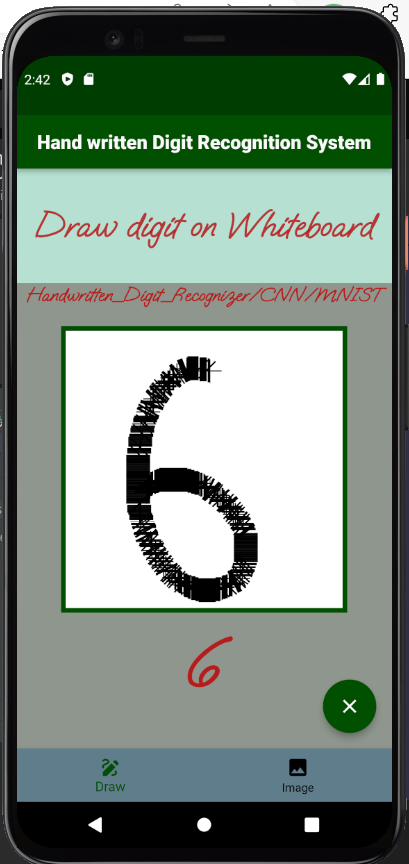 2:42
Hand written Digit Recognition System
Draw digit on Whiteboard
Handwritten_Digit_Recognizer/CNN/MNIST
6
6
Draw
Image